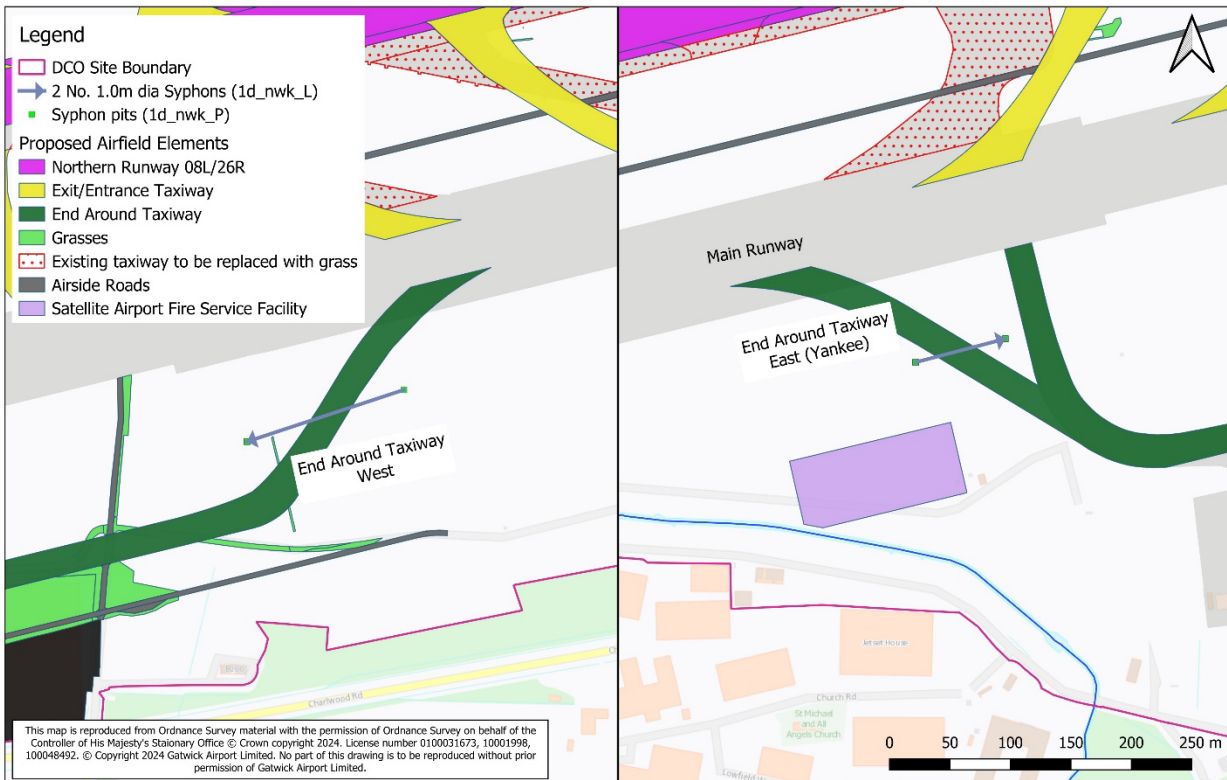 Legend
DCO Site Boundary
2 No. 1.0m dia Syphons (1d_nwk_L)
Syphon pits (1d_nwk_P)
Proposed Airfield Elements
Northern Runway 08L/26R
Exit/Entrance Taxiway
End Around Taxiway
Grasses
Existing taxiway to be replaced with grass
Airside Roads
Satellite Airport Fire Service Facility
End Around Taxiway
West
Charlwood Rd
This map is reproduced from Ordnance Survey material with the permission of Ordnance Survey on behalf of the
Controller of His Majesty's Staionary Office © Crown copyright 2024. License number 0100031673, 10001998,
100048492. © Copyright 2024 Gatwick Airport Limited. No part of this drawing is to be reproduced without prior
permission of Gatwick Airport Limited.
Main Runway
End Around Taxiway
East (Yankee)
Jetset House
Church Rd
St Michael
and All
Angels Church
0 50 100 150 200 250 m